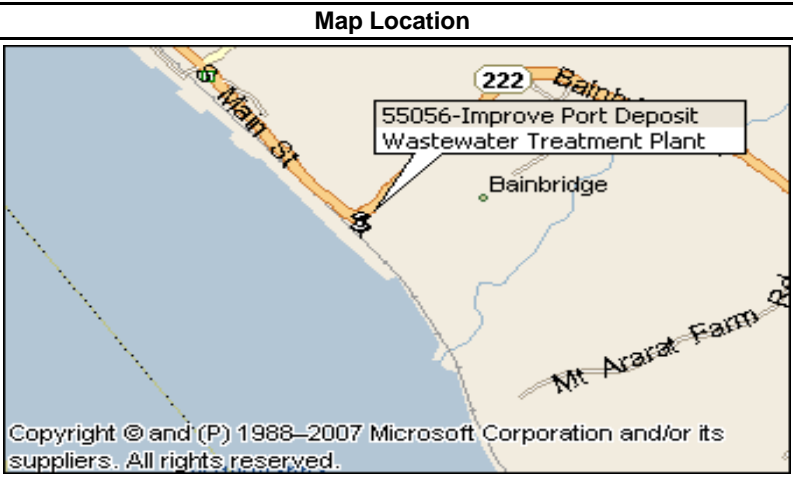 Map Location
222
Main St
55056-Improve Port Deposit
Wastewater Treatment Plant
Bainbridge
Mt Ararat Farm Rd
Copyright © and (P) 1988–2007 Microsoft Corporation and/or its
suppliers. All rights reserved.